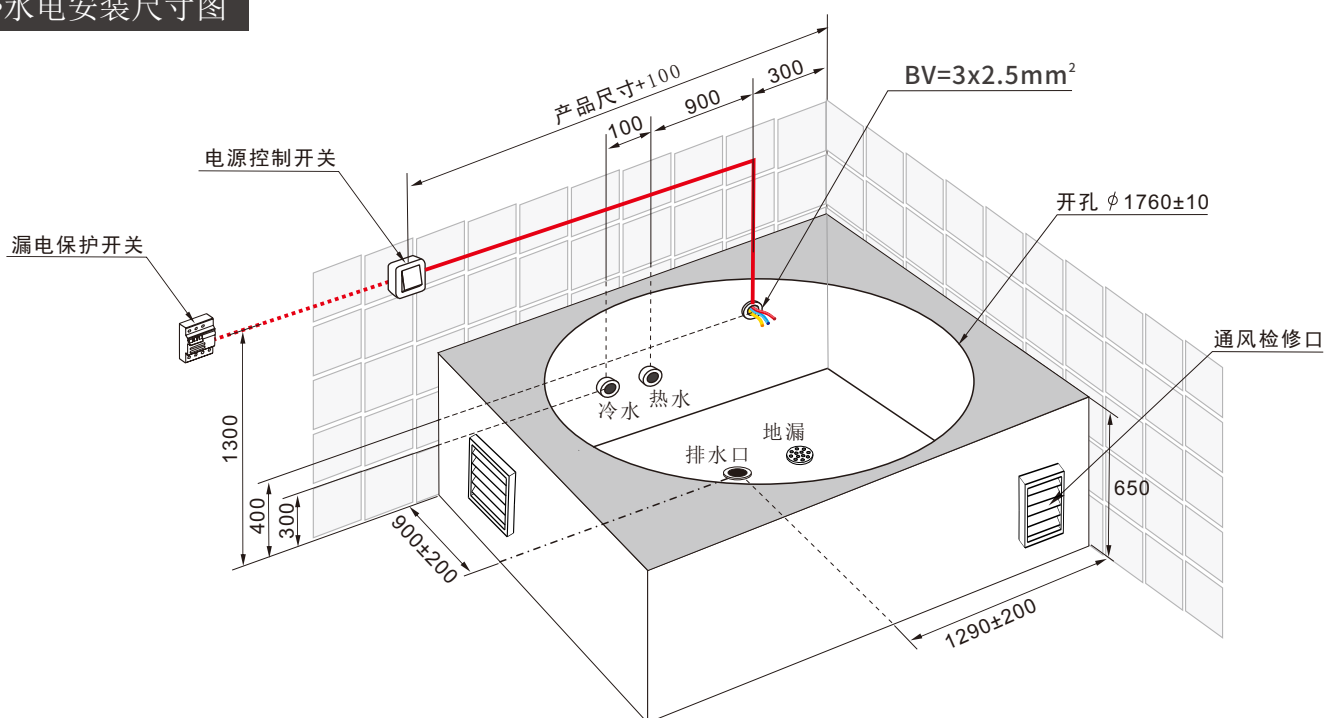 水电安装尺寸图
产品尺寸+100
300
900
100
BV=3x2.5mm²
电源控制开关
漏电保护开关
开孔 φ1760±10
通风检修口
冷水
热水
地漏
排水口
1300
400
300
900±200
650
1290±200